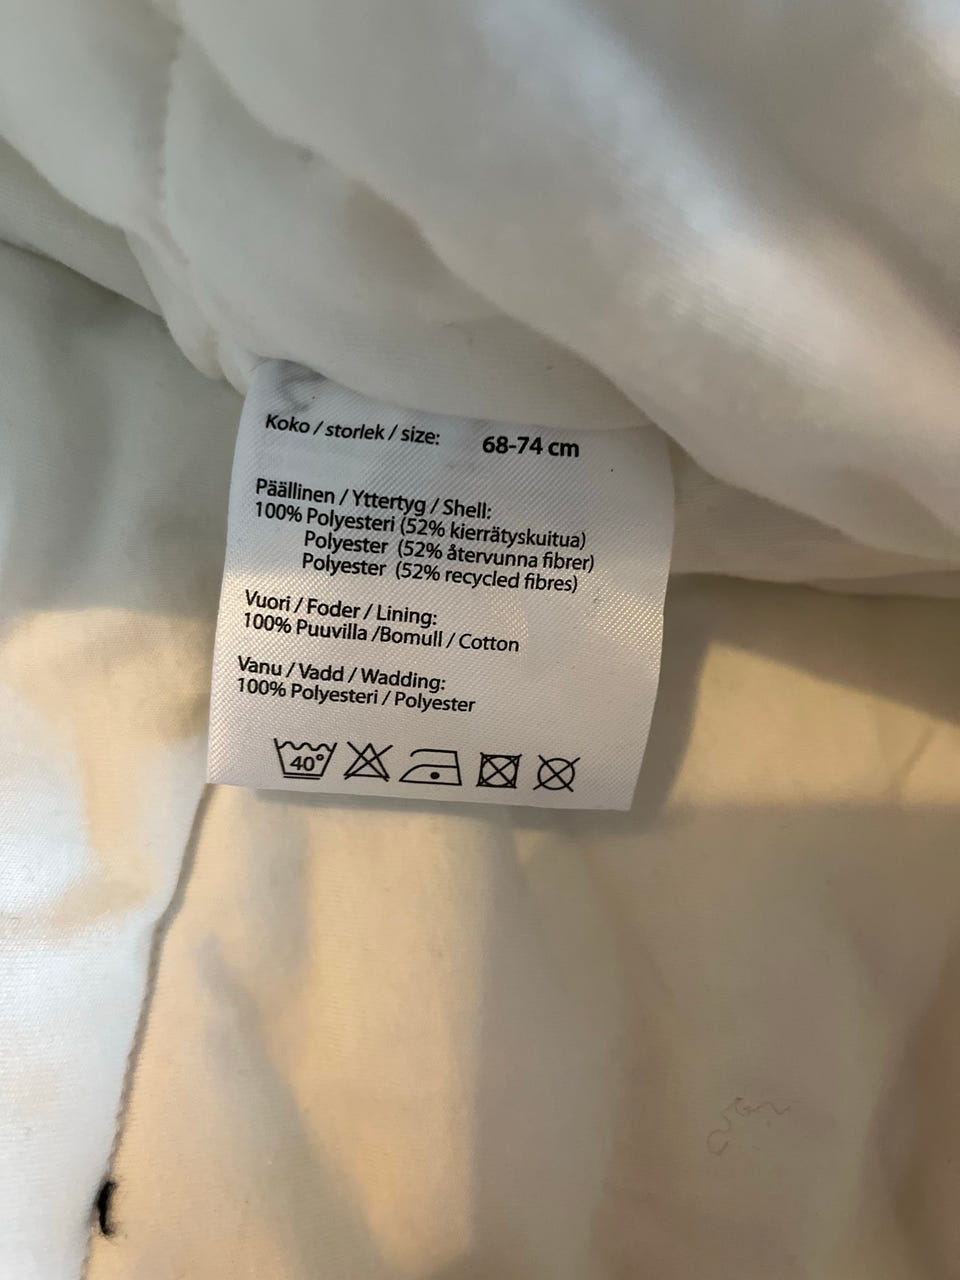 Koko / storlek / size: 68-74 cm
Päällinen / Yttertyg / Shell:
100% Polyesteri (52% kierrätyskuitua)
Polyester (52% återvunna fibrer)
Polyester (52% recycled fibres)
Vuori / Foder / Lining:
100% Puuvilla /Bomull / Cotton
Vanu / Vadd / Wadding:
100% Polyesteri / Polyester
40°